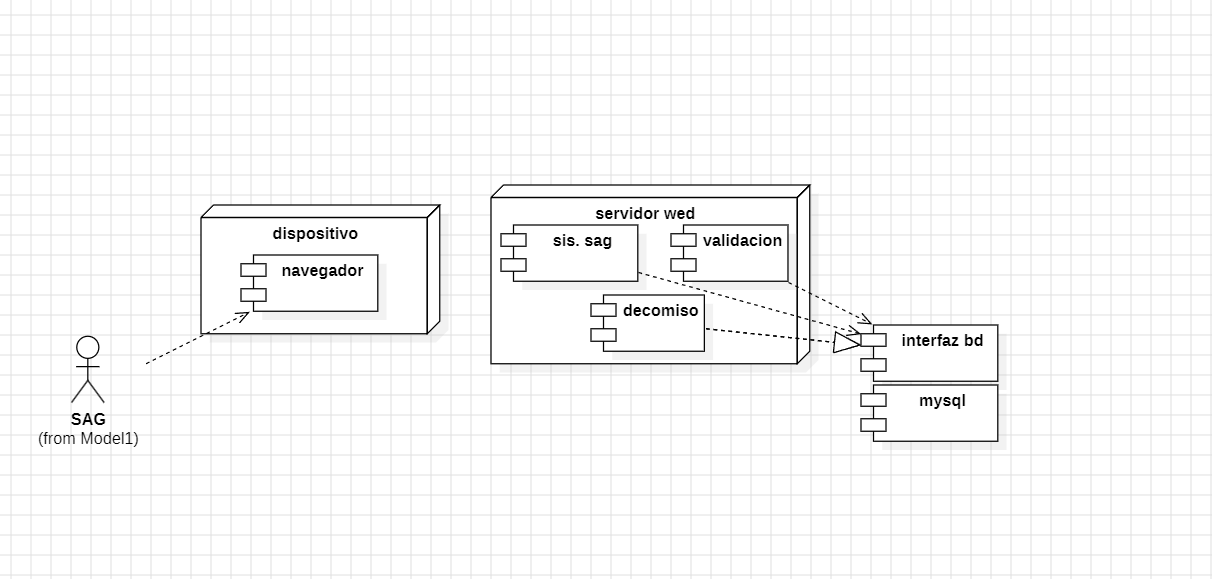 dispositivo
navegador
SAG
(from Model1)
servidor wed
sis. sag
validacion
decomiso
interfaz bd
mysql